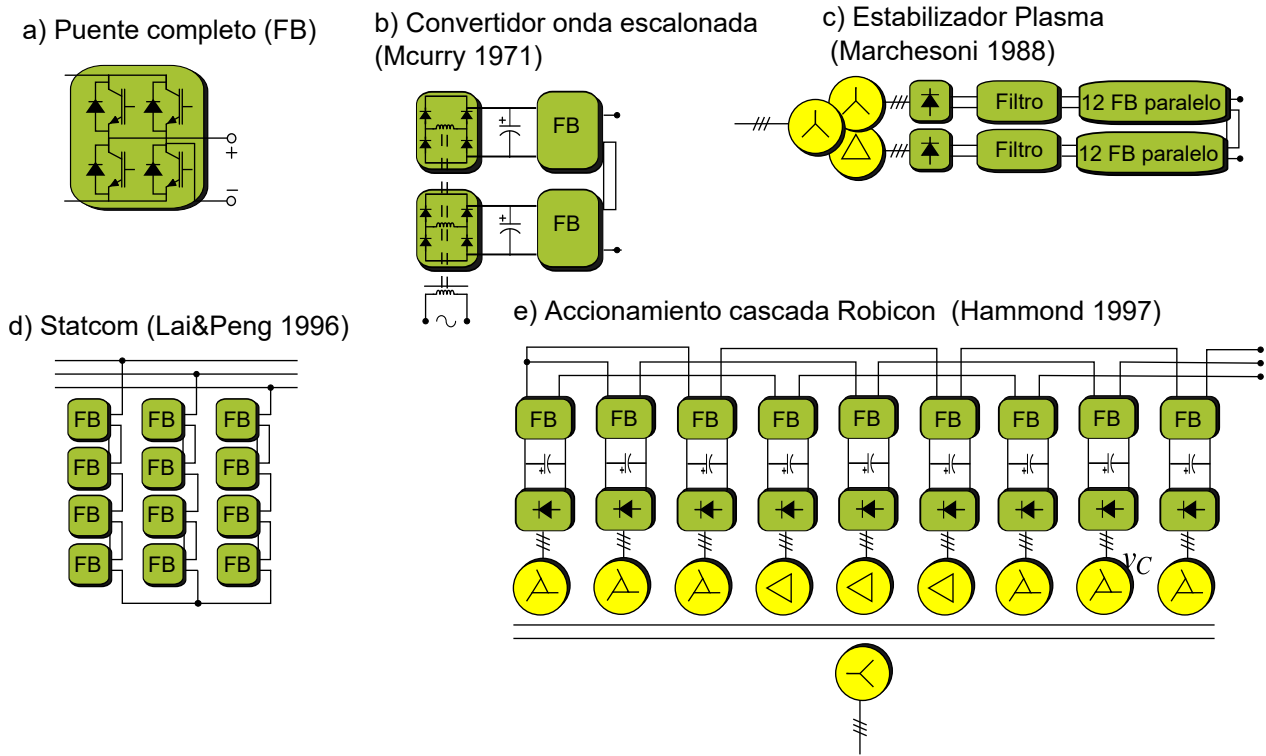 a) Puente completo (FB)
+
−
b) Convertidor onda escalonada
(Mcurry 1971)
+
FB
+
FB
c) Estabilizador Plasma
(Marchesoni 1988)
Filtro
12 FB paralelo
Filtro
12 FB paralelo
d) Statcom (Lai&Peng 1996)
FB FB FB
FB FB FB
FB FB FB
FB FB FB
e) Accionamiento cascada Robicon (Hammond 1997)
FB FB FB FB FB FB FB FB FB
+ + + + + + + + +
vC